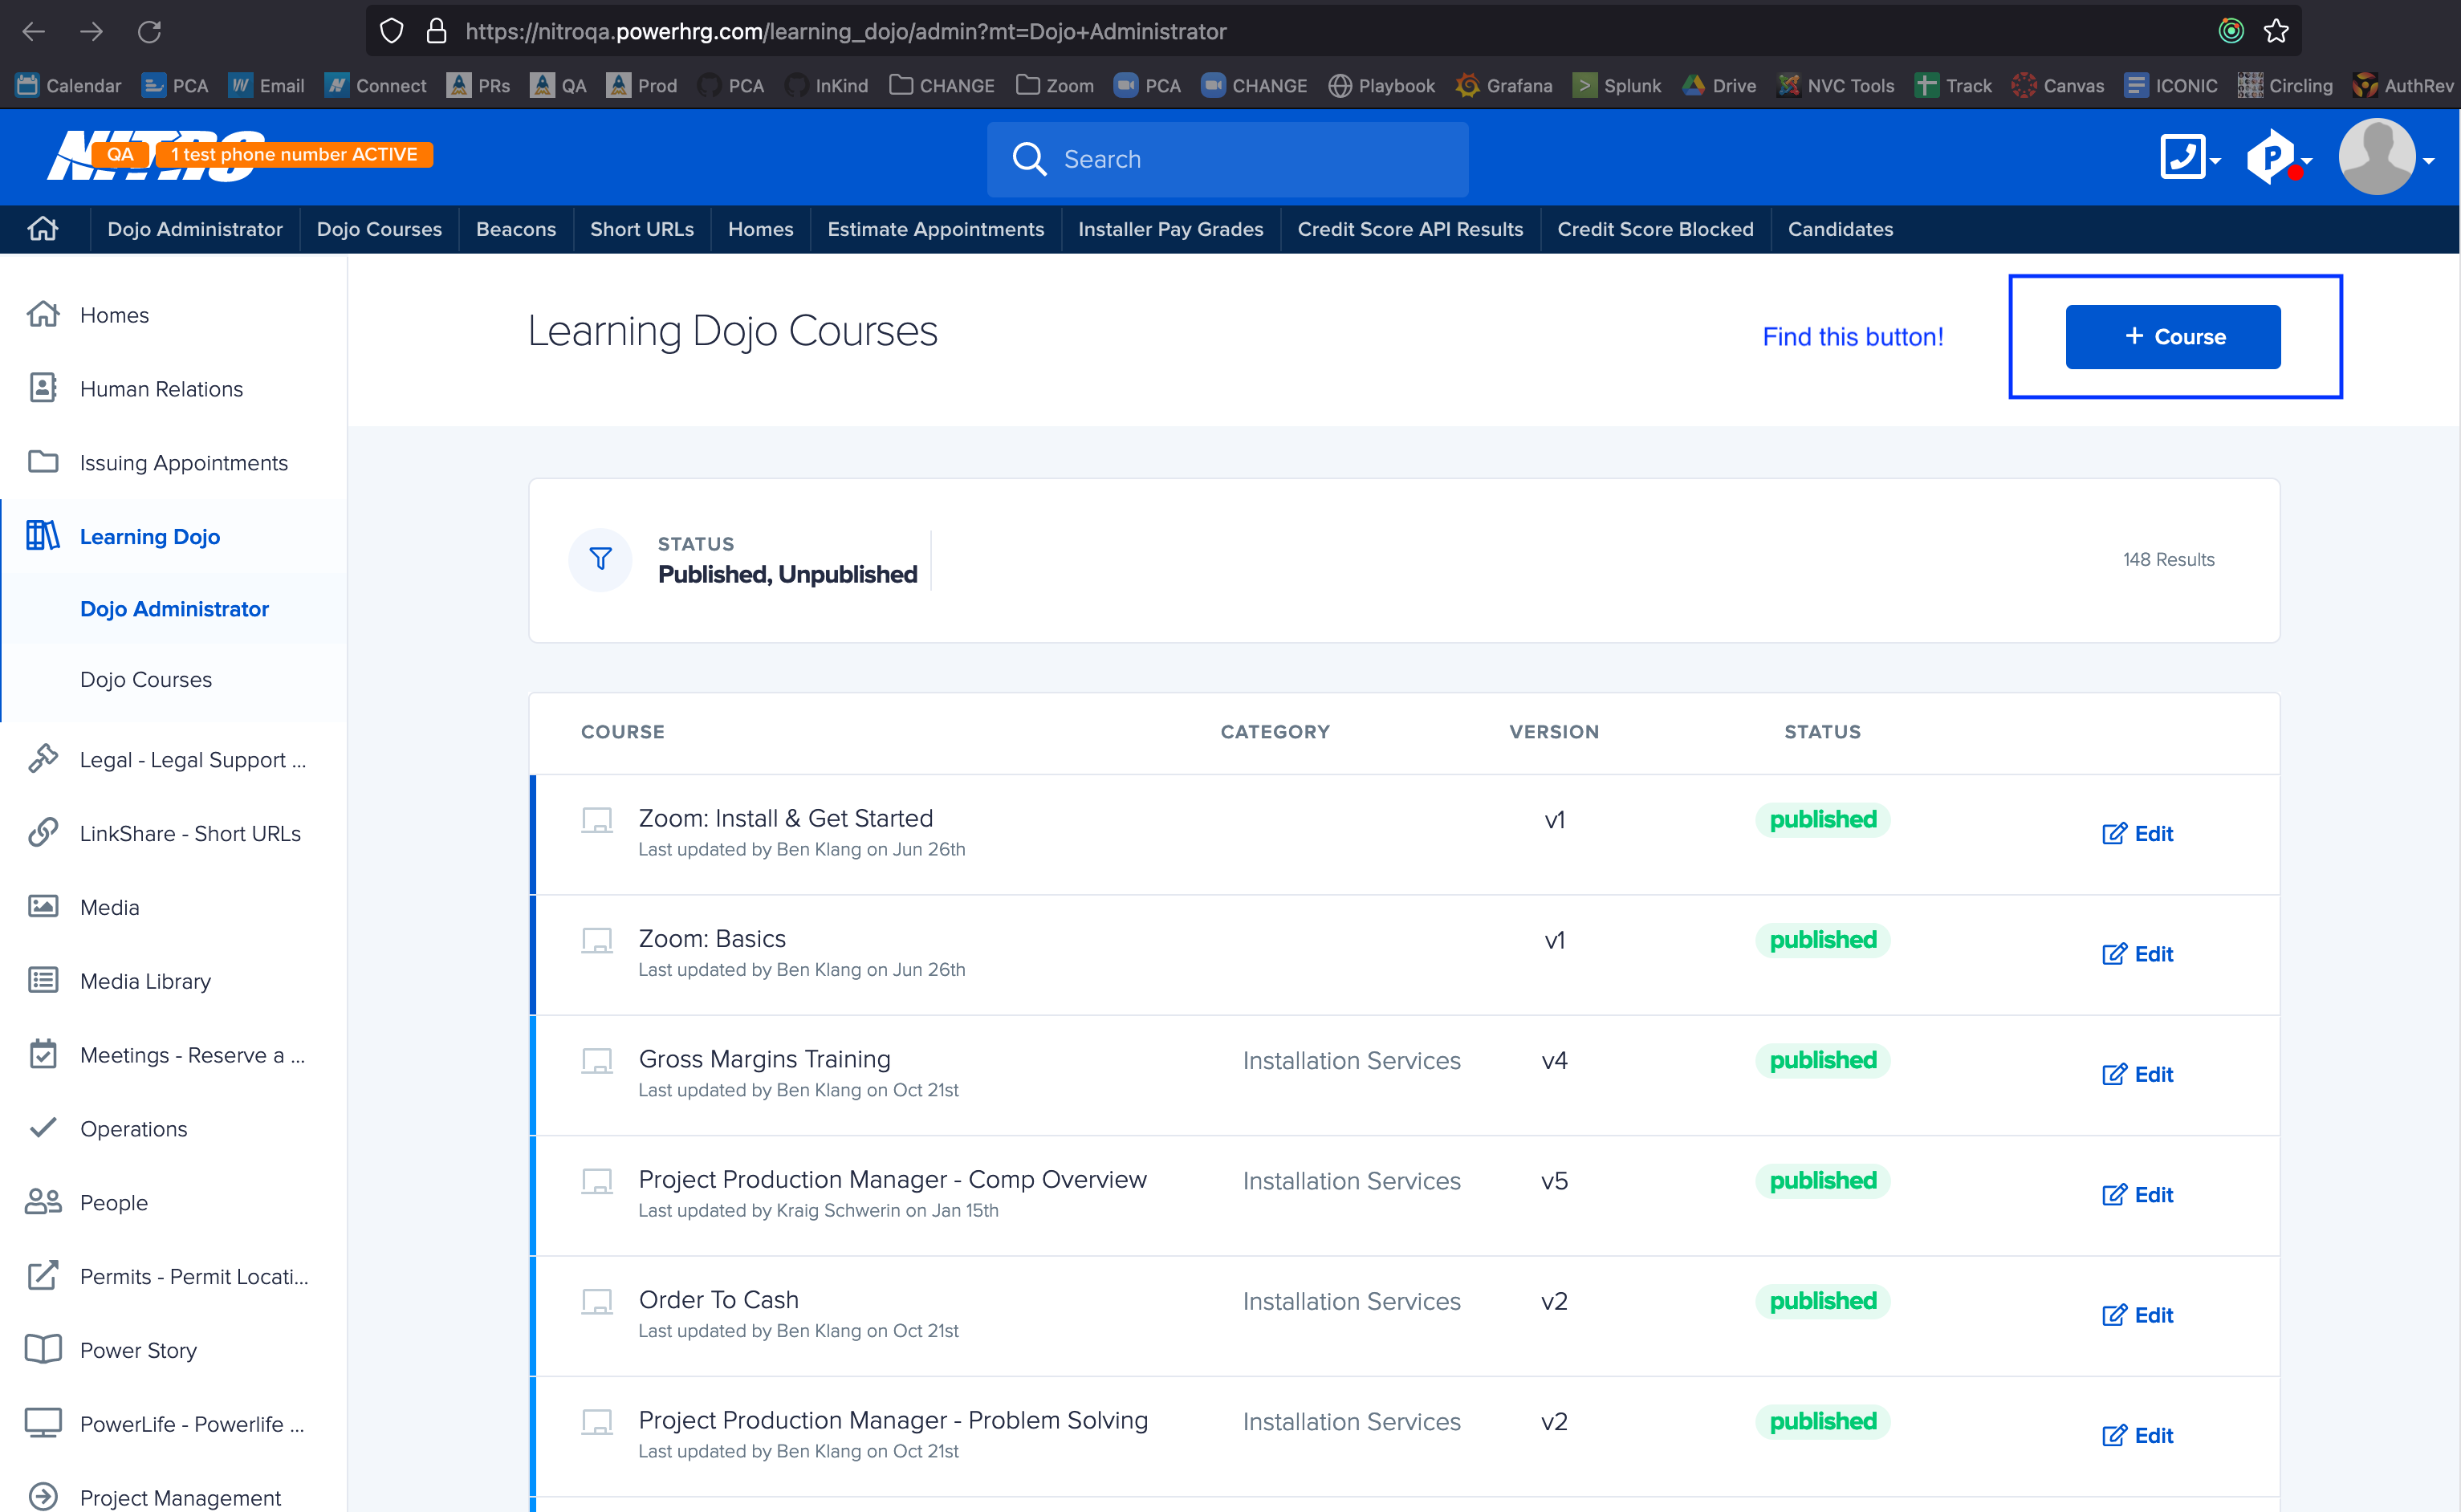 https://nitroqa.powerhrg.com/learning_dojo/admin?mt=Dojo+Administrator
Calendar PCA Email Connect PRs QA Prod PCA InKind CHANGE Zoom PCA CHANGE Playbook Grafana Splunk Drive NVC Tools Track Canvas ICONIC Circling AuthRev
NITRO QA 1 test phone number ACTIVE
Search
P
Dojo Administrator Dojo Courses Beacons Short URLs Homes Estimate Appointments Installer Pay Grades Credit Score API Results Credit Score Blocked Candidates
Homes
Human Relations
Issuing Appointments
Learning Dojo
Dojo Administrator
Dojo Courses
Legal - Legal Support ...
LinkShare - Short URLs
Media
Media Library
Meetings - Reserve a ...
Operations
People
Permits - Permit Locati...
Power Story
PowerLife - Powerlife ...
Project Management
Learning Dojo Courses
Find this button!
+ Course
STATUS
Published, Unpublished
148 Results
COURSE CATEGORY VERSION STATUS
Zoom: Install & Get Started v1 published Edit
Last updated by Ben Klang on Jun 26th
Zoom: Basics v1 published Edit
Last updated by Ben Klang on Jun 26th
Gross Margins Training Installation Services v4 published Edit
Last updated by Ben Klang on Oct 21st
Project Production Manager - Comp Overview Installation Services v5 published Edit
Last updated by Kraig Schwerin on Jan 15th
Order To Cash Installation Services v2 published Edit
Last updated by Ben Klang on Oct 21st
Project Production Manager - Problem Solving Installation Services v2 published Edit
Last updated by Ben Klang on Oct 21st